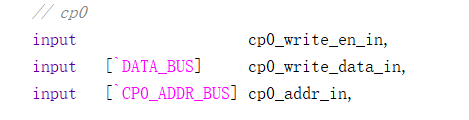 // cp0
input cp0_write_en_in,
input [`DATA_BUS] cp0_write_data_in,
input [`CP0_ADDR_BUS] cp0_addr_in,